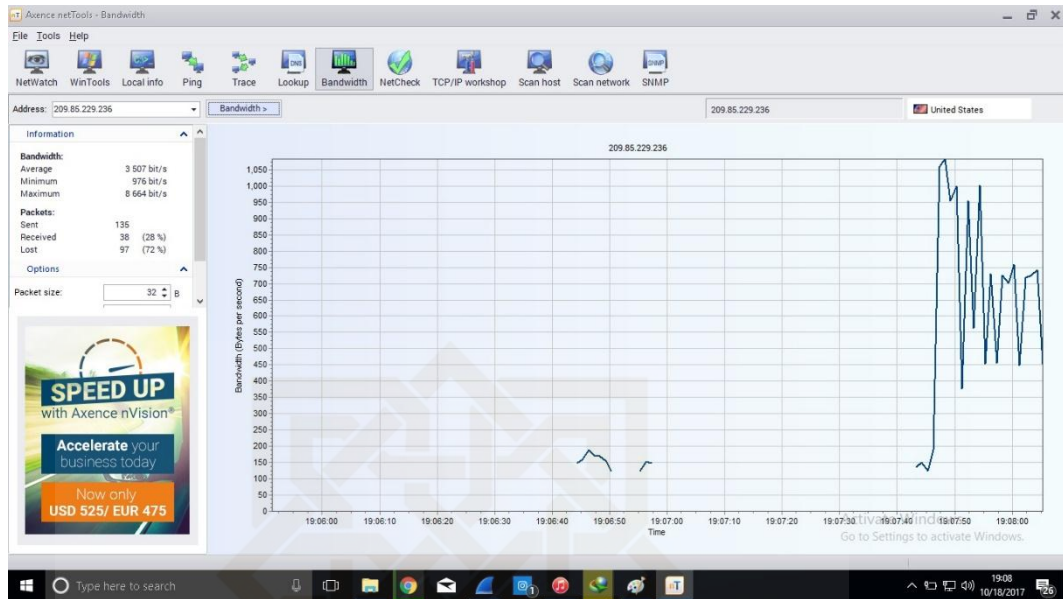 Axence netTools - Bandwidth
File Tools Help
NetWatch WinTools Local info Ping Trace Lookup Bandwidth NetCheck TCP/IP workshop Scan host Scan network SNMP
Address: 209.85.229.236 Bandwidth > 209.85.229.236 United States
Information
Bandwidth:
Average 3 507 bit/s
Minimum 976 bit/s
Maximum 8 664 bit/s
Packets:
Sent 135
Received 38 (28 %)
Lost 97 (72 %)
Options
Packet size: 32 B
SPEED UP
with Axence nVision®
Accelerate your
business today
Now only
USD 525/ EUR 475
209.85.229.236
Bandwidth (Bytes per second)
1,050
1,000
950
900
850
800
750
700
650
600
550
500
450
400
350
300
250
200
150
100
50
0
19:06:00 19:06:10 19:06:20 19:06:30 19:06:40 19:06:50 19:07:00 19:07:10 19:07:20 19:07:30 19:07:40 19:07:50 19:08:00
Time
Activate Windows
Go to Settings to activate Windows.
Type here to search
19:08
10/18/2017
26